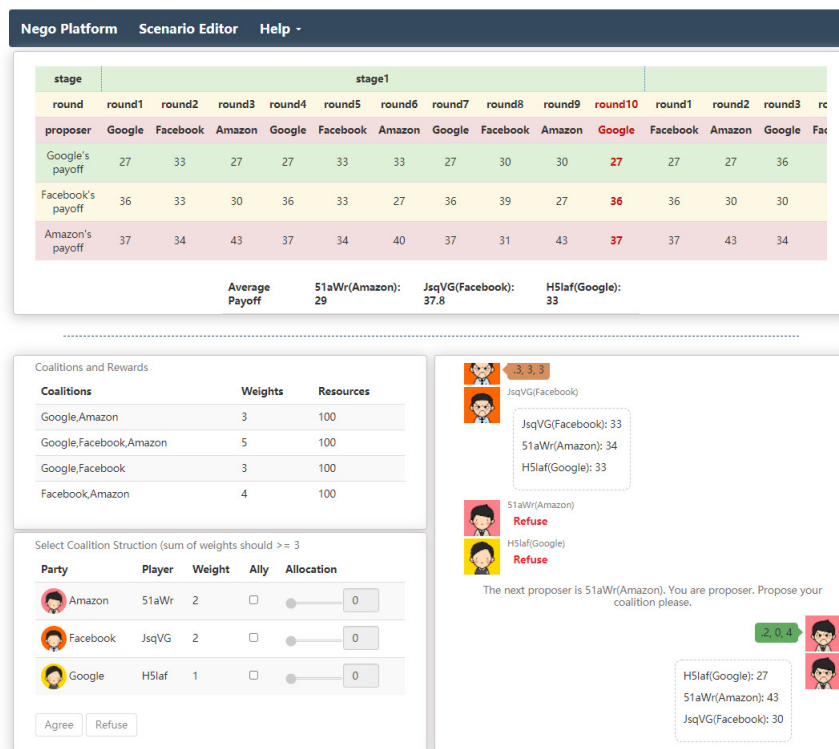 Nego Platform Scenario Editor Help
stage stage1
round round1 round2 round3 round4 round5 round6 round7 round8 round9 round10 round1 round2 round3 ro
proposer Google Facebook Amazon Google Facebook Amazon Google Facebook Amazon Google Facebook Amazon Google Fac
Google's payoff 27 33 27 27 33 33 27 30 30 27 27 27 36
Facebook's payoff 36 33 30 36 33 27 36 39 27 36 36 30 30
Amazon's payoff 37 34 43 37 34 40 37 31 43 37 37 43 34
Average 51aWr(Amazon): JsqVG(Facebook): H5laf(Google):
Payoff 29 37.8 33
Coalitions and Rewards
Coalitions Weights Resources
Google,Amazon 3 100
Google,Facebook,Amazon 5 100
Google,Facebook 3 100
Facebook,Amazon 4 100
Select Coalition Struction (sum of weights should >= 3
Party Player Weight Ally Allocation
Amazon 51aWr 2 0
Facebook JsqVG 2 0
Google H5laf 1 0
Agree Refuse
.3, 3, 3
JsqVG(Facebook)
JsqVG(Facebook): 33
51aWr(Amazon): 34
H5laf(Google): 33
51aWr(Amazon)
Refuse
H5laf(Google)
Refuse
The next proposer is 51aWr(Amazon). You are proposer. Propose your
coalition please.
.2, 0, 4
H5laf(Google): 27
51aWr(Amazon): 43
JsqVG(Facebook): 30